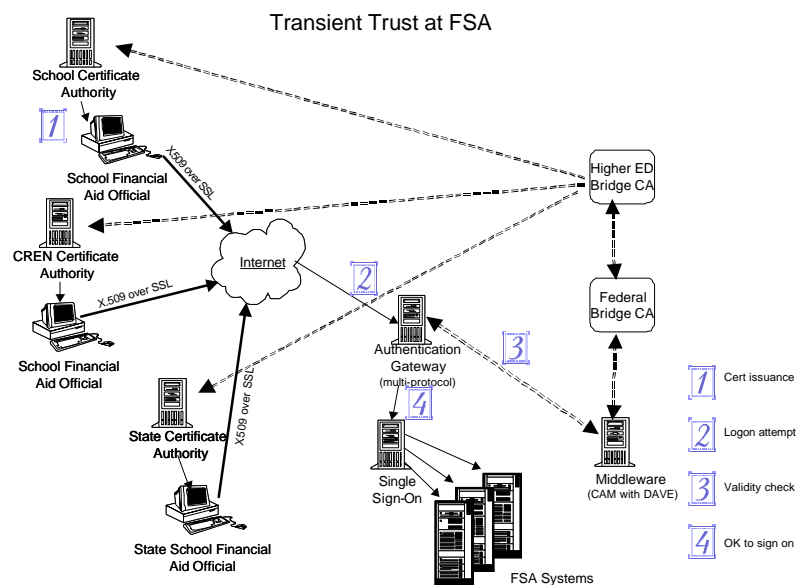 Transient Trust at FSA
School Certificate
Authority
1
School Financial
Aid Official
X509 over SSL
Higher ED
Bridge CA
CREN Certificate
Authority
Internet
2
X.509 over SSL
Federal
Bridge CA
School Financial
Aid Official
Authentication
Gateway
(multi-protocol)
3
X509 over SSL
4
State Certificate
Authority
Single
Sign-On
Middleware
(CAM with DAVE)
State School Financial
Aid Official
FSA Systems
1
Cert issuance
2
Logon attempt
3
Validity check
4
OK to sign on